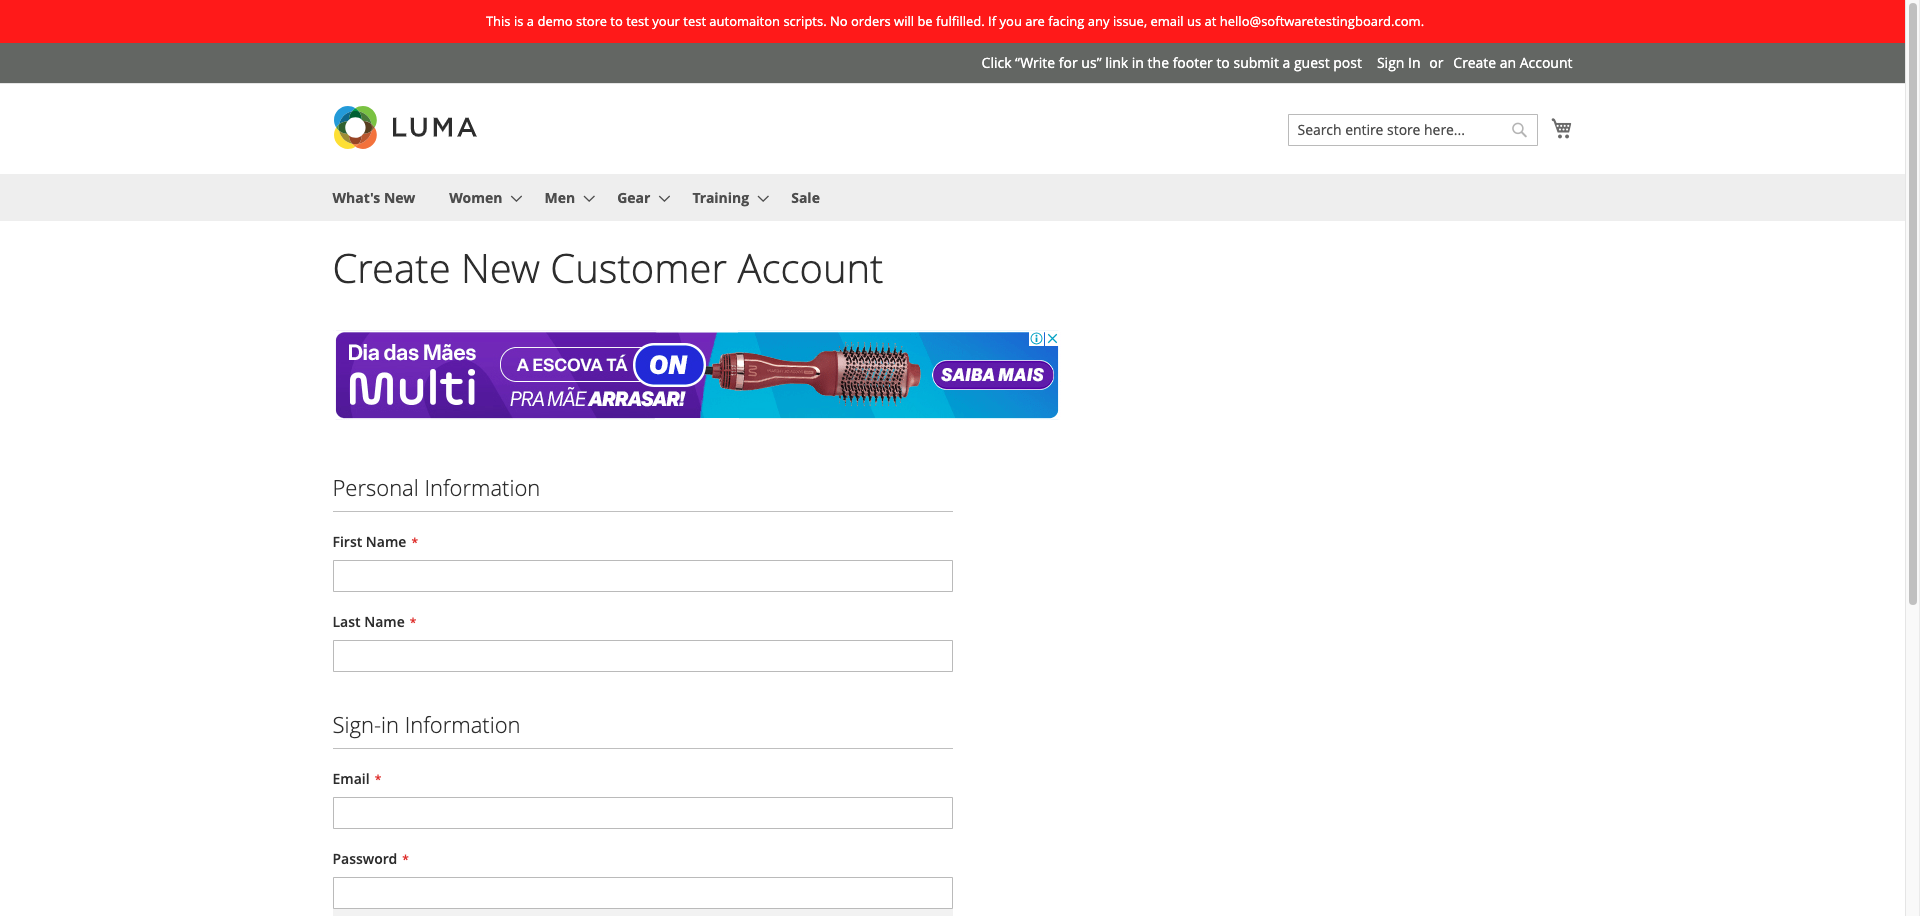 This is a demo store to test your test automaiton scripts. No orders will be fulfilled. If you are facing any issue, email us at hello@softwaretestingboard.com.
Click “Write for us” link in the footer to submit a guest post Sign In or Create an Account
LUMA
Search entire store here...
What's New Women Men Gear Training Sale
Create New Customer Account
Dia das Mães
Multi
A ESCOVA TÁ ON
PRA MÃE ARRASAR!
SAIBA MAIS
Personal Information
First Name *
Last Name *
Sign-in Information
Email *
Password *